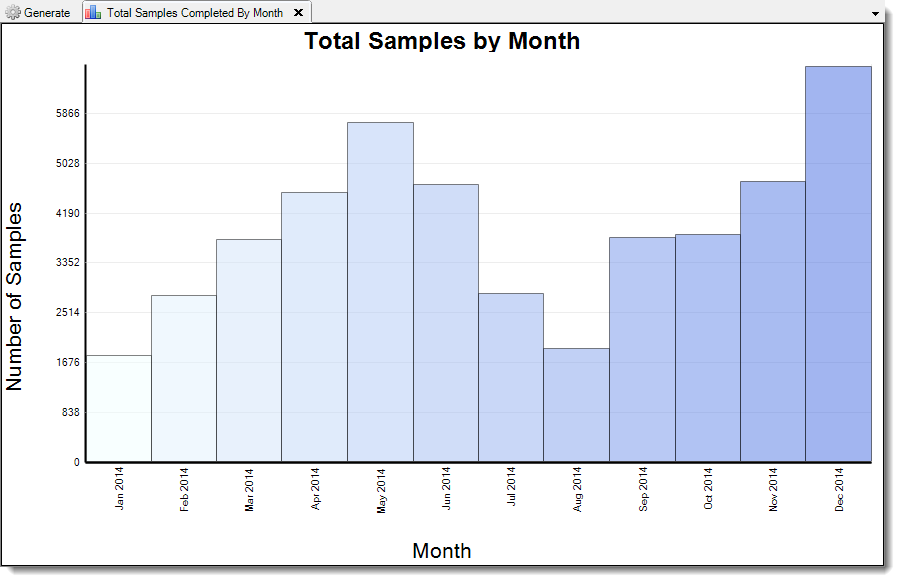 Generate
Total Samples Completed By Month
Total Samples by Month
Number of Samples
5866
5028
4190
3352
2514
1676
838
0
Jan 2014
Feb 2014
Mar 2014
Apr 2014
May 2014
Jun 2014
Jul 2014
Aug 2014
Sep 2014
Oct 2014
Nov 2014
Dec 2014
Month